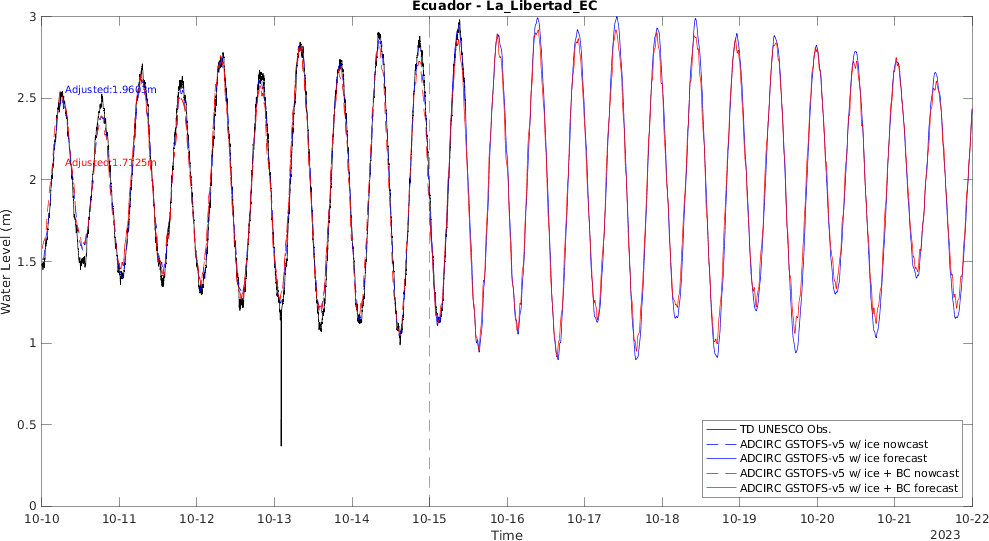 Ecuador - La_Libertad_EC
3
2.5
2
1.5
1
0.5
0
Water Level (m)
Adjusted:1.9603m
Adjusted:1.7125m
TD UNESCO Obs.
ADCIRC GSTOFS-v5 w/ ice nowcast
ADCIRC GSTOFS-v5 w/ ice forecast
ADCIRC GSTOFS-v5 w/ ice + BC nowcast
ADCIRC GSTOFS-v5 w/ ice + BC forecast
10-10 10-11 10-12 10-13 10-14 10-15 10-16 10-17 10-18 10-19 10-20 10-21 10-22
Time
2023